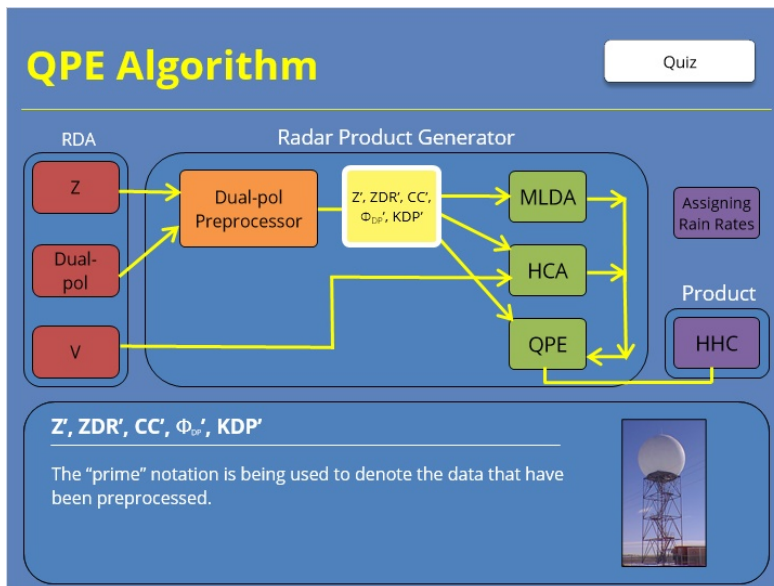 QPE Algorithm
Quiz
RDA
Radar Product Generator
Z
Dual-pol
Preprocessor
Z’, ZDR’, CC’,
ΦDP’, KDP’
MLDA
Assigning
Rain Rates
Dual-
pol
HCA
Product
V
QPE
HHC
Z’, ZDR’, CC’, ΦDP’, KDP’
The “prime” notation is being used to denote the data that have
been preprocessed.